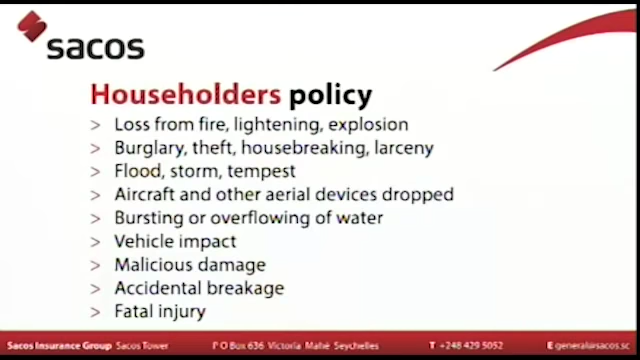 sacos
Householders policy
> Loss from fire, lightening, explosion
> Burglary, theft, housebreaking, larceny
> Flood, storm, tempest
> Aircraft and other aerial devices dropped
> Bursting or overflowing of water
> Vehicle impact
> Malicious damage
> Accidental breakage
> Fatal injury
Sacos Insurance Group Sacos Tower P O Box 636 Victoria Mahé Seychelles T +248 429 5052 E general@sacos.sc